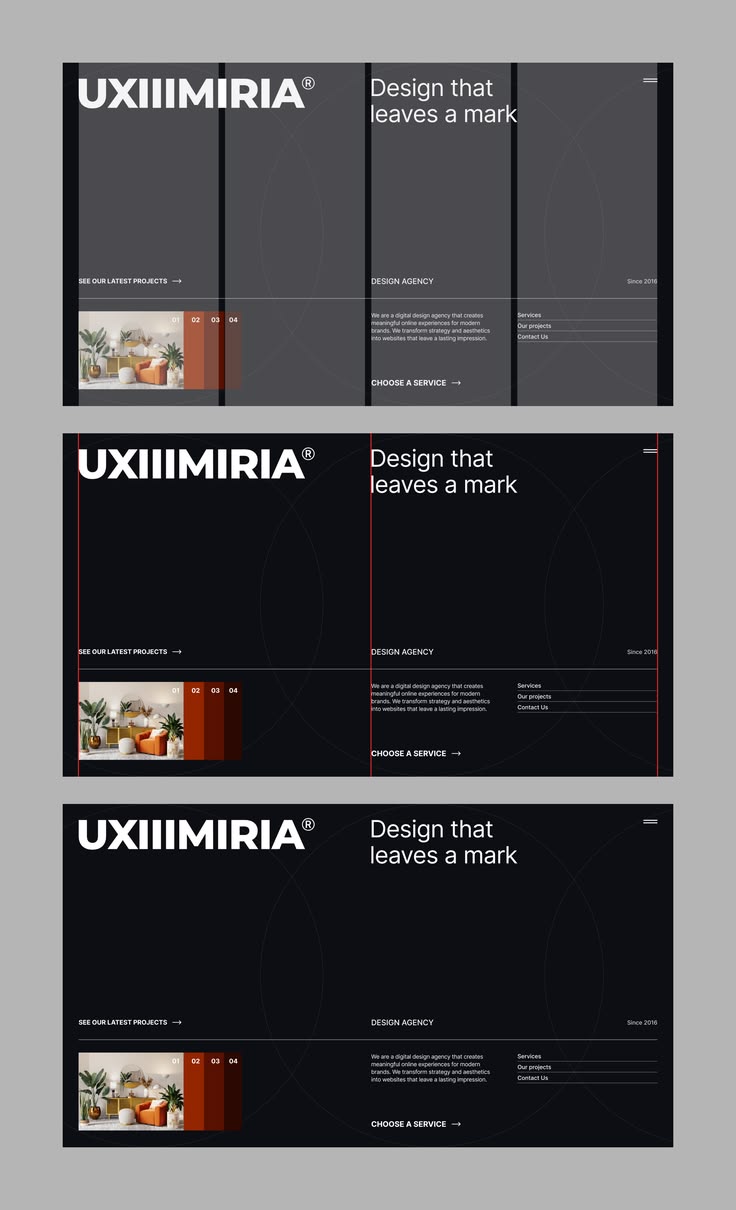 UXIIIMIRIA®
Design that
leaves a mark
SEE OUR LATEST PROJECTS →
DESIGN AGENCY
Since 2016
01 02 03 04
We are a digital design agency that creates
meaningful online experiences for modern
brands. We transform strategy and aesthetics
into websites that leave a lasting impression.
Services
Our projects
Contact Us
CHOOSE A SERVICE →
UXIIIMIRIA®
Design that
leaves a mark
SEE OUR LATEST PROJECTS →
DESIGN AGENCY
Since 2016
01 02 03 04
We are a digital design agency that creates
meaningful online experiences for modern
brands. We transform strategy and aesthetics
into websites that leave a lasting impression.
Services
Our projects
Contact Us
CHOOSE A SERVICE →
UXIIIMIRIA®
Design that
leaves a mark
SEE OUR LATEST PROJECTS →
DESIGN AGENCY
Since 2016
01 02 03 04
We are a digital design agency that creates
meaningful online experiences for modern
brands. We transform strategy and aesthetics
into websites that leave a lasting impression.
Services
Our projects
Contact Us
CHOOSE A SERVICE →